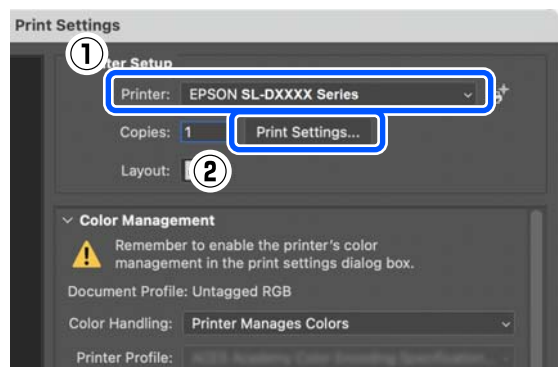 Print Settings
①
ter Setup
Printer: EPSON SL-DXXXX Series
Copies: 1 Print Settings...
②
Layout:
Color Management
Remember to enable the printer's color
management in the print settings dialog box.
Document Profile: Untagged RGB
Color Handling: Printer Manages Colors
Printer Profile: